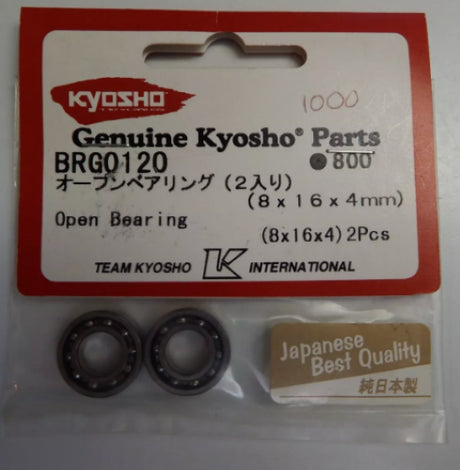 KYOSHO
1000
Genuine Kyosho® Parts
BRG0120 ●800
オープンベアリング (2入り)
(8x16x4mm)
Open Bearing
(8x16x4) 2Pcs
TEAM KYOSHO K INTERNATIONAL
Japanese
Best Quality
純日本製